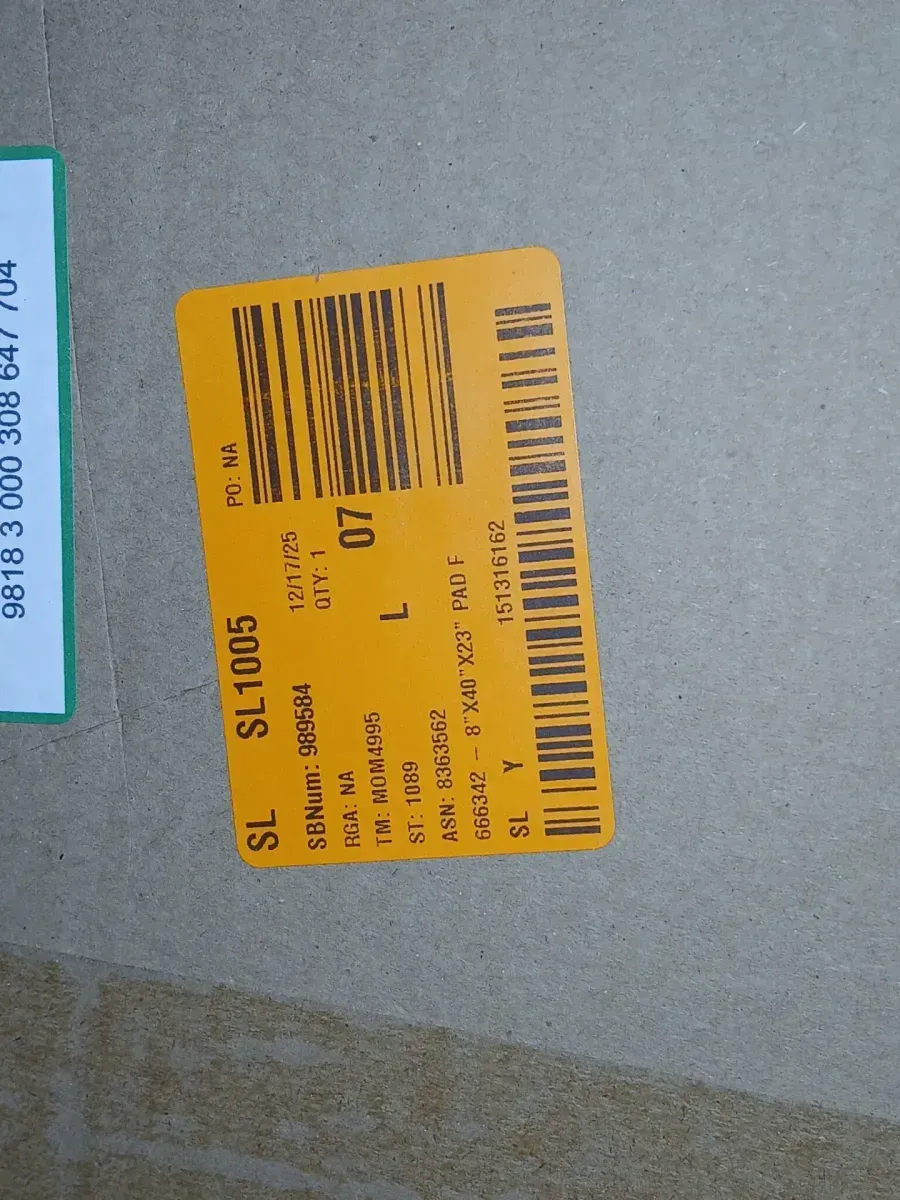 9818 3 000 308 647 704
SL SL1005 PO: NA
SBNum: 989584 12/17/25
RGA: NA QTY: 1
TM: MOM4995 07
ST: 1089 L
ASN: 8363562
666342 – 8"X40"X23" PAD F
SL Y 151316162